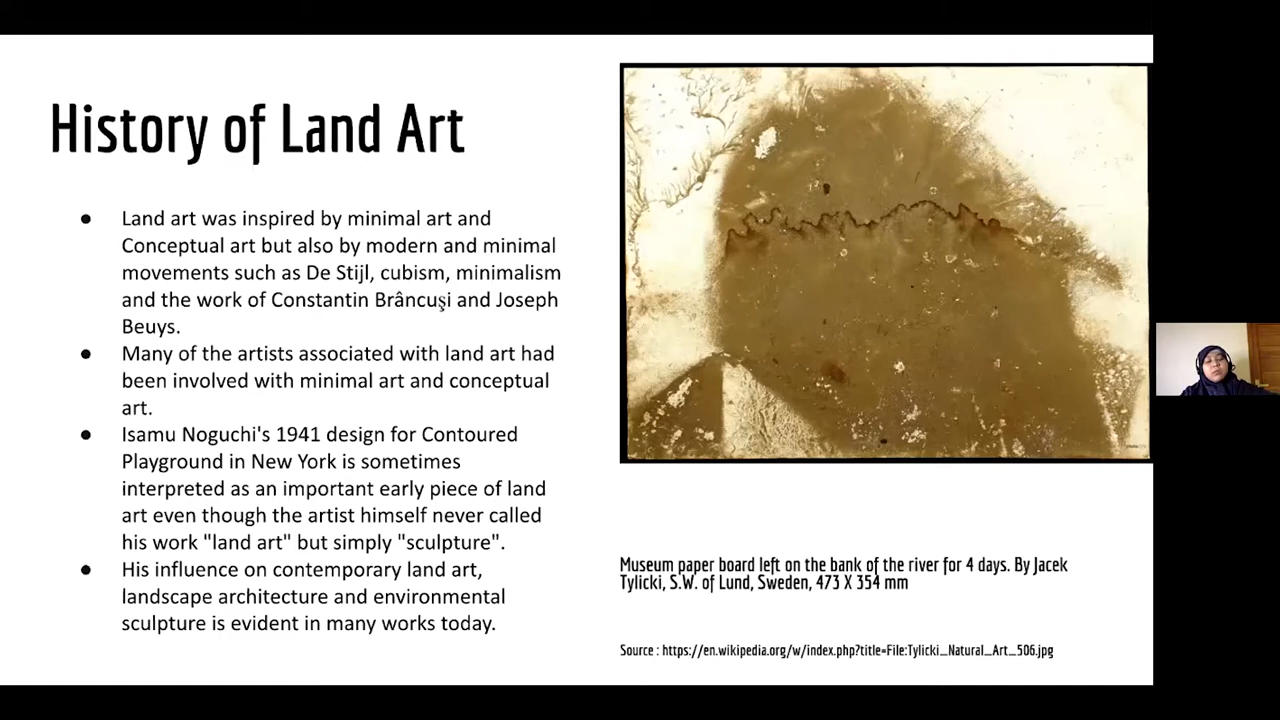 History of Land Art
● Land art was inspired by minimal art and
Conceptual art but also by modern and minimal
movements such as De Stijl, cubism, minimalism
and the work of Constantin Brâncuşi and Joseph
Beuys.
● Many of the artists associated with land art had
been involved with minimal art and conceptual
art.
● Isamu Noguchi's 1941 design for Contoured
Playground in New York is sometimes
interpreted as an important early piece of land
art even though the artist himself never called
his work "land art" but simply "sculpture".
● His influence on contemporary land art,
landscape architecture and environmental
sculpture is evident in many works today.
Museum paper board left on the bank of the river for 4 days. By Jacek
Tylicki, S.W. of Lund, Sweden, 473 X 354 mm
Source : https://en.wikipedia.org/w/index.php?title=File:Tylicki_Natural_Art_506.jpg